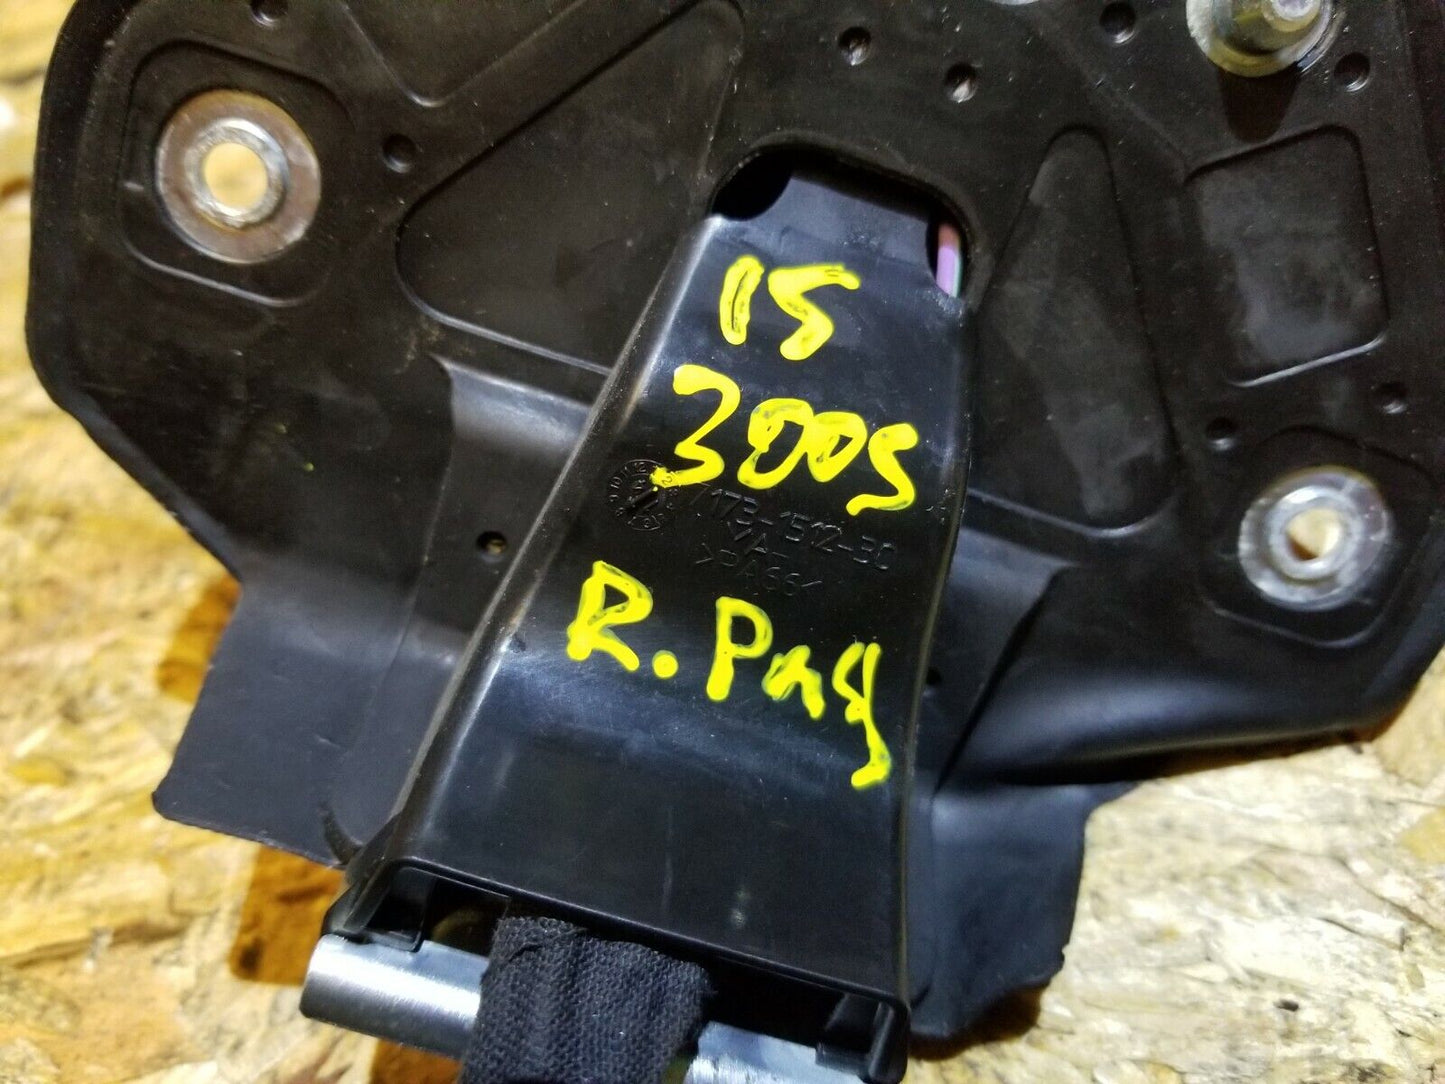 15
300S
7173-1512-30
-A-
>PA66<
R. Pag